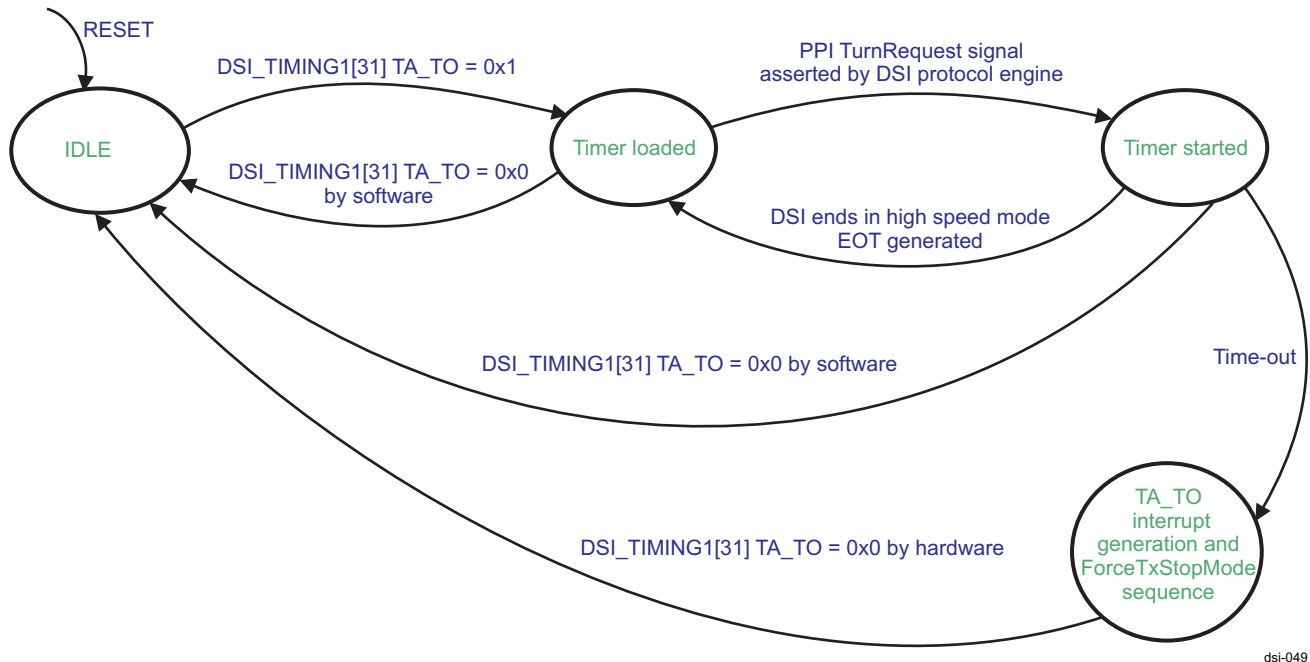 RESET
DSI_TIMING1[31] TA_TO = 0x1
PPI TurnRequest signal
asserted by DSI protocol engine
IDLE
Timer loaded
Timer started
DSI_TIMING1[31] TA_TO = 0x0
by software
DSI ends in high speed mode
EOT generated
DSI_TIMING1[31] TA_TO = 0x0 by software
Time-out
TA_TO
interrupt
generation and
ForceTxStopMode
sequence
DSI_TIMING1[31] TA_TO = 0x0 by hardware
dsi-049